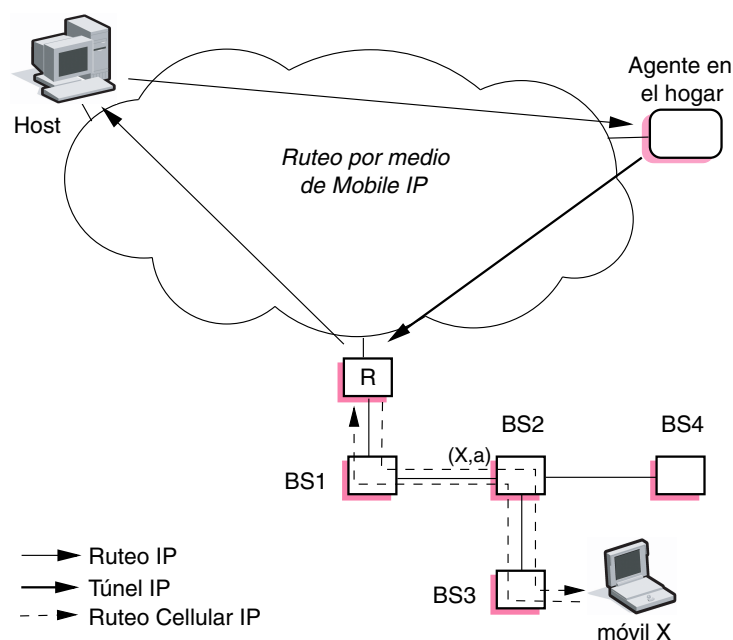 Agente en
el hogar
Host
Ruteo por medio
de Mobile IP
R
BS2
BS4
(X,a)
BS1
Ruteo IP
Túnel IP
Ruteo Cellular IP
BS3
móvil X